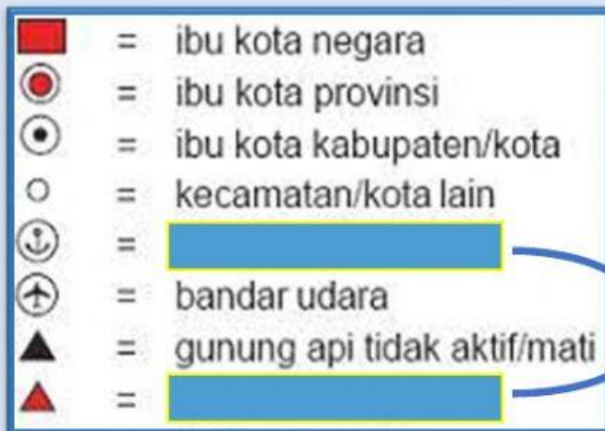 = ibu kota negara
= ibu kota provinsi
= ibu kota kabupaten/kota
= kecamatan/kota lain
=
= bandar udara
= gunung api tidak aktif/mati
=